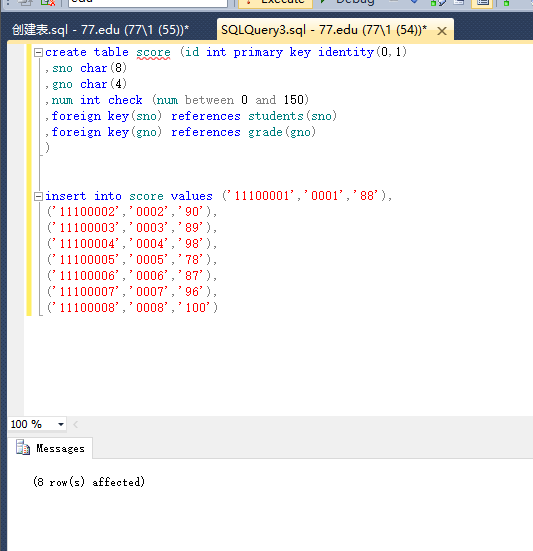 edu
Execute
Debug
创建表.sql - 77.edu (77\1 (55))*
SQLQuery3.sql - 77.edu (77\1 (54))*
create table score (id int primary key identity(0,1)
,sno char(8)
,gno char(4)
,num int check (num between 0 and 150)
,foreign key(sno) references students(sno)
,foreign key(gno) references grade(gno)
)
insert into score values ('11100001','0001','88'),
('11100002','0002','90'),
('11100003','0003','89'),
('11100004','0004','98'),
('11100005','0005','78'),
('11100006','0006','87'),
('11100007','0007','96'),
('11100008','0008','100')
100 %
Messages
(8 row(s) affected)